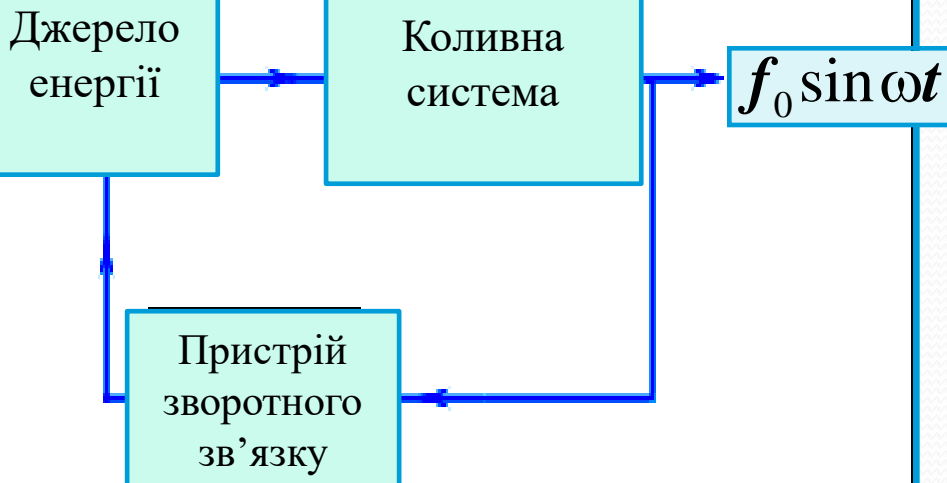 Джерело
енергії
Коливна
система
f₀ sin ωt
Пристрій
зворотного
зв’язку